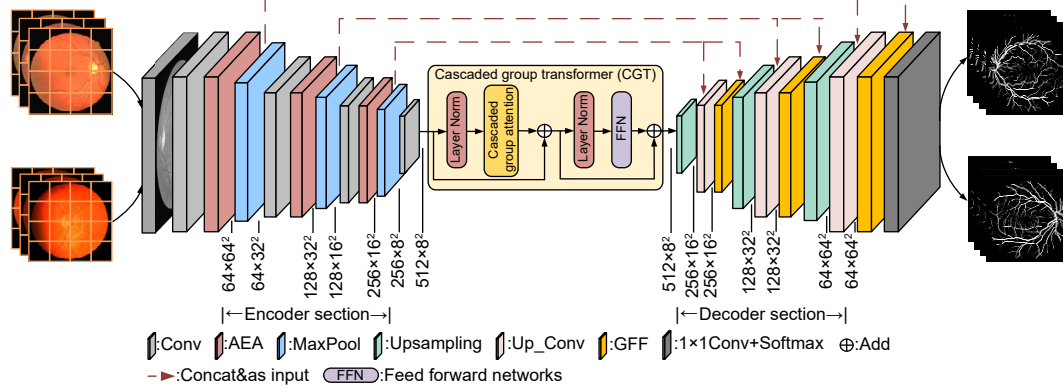 Cascaded group transformer (CGT)
Layer Norm
Cascaded
group attention
Layer Norm
FFN
64×64²
64×32²
128×32²
128×16²
256×16²
256×8²
512×8²
512×8²
256×16²
256×16²
128×32²
128×32²
64×64²
64×64²
|←Encoder section→|
|←Decoder section→|
:Conv :AEA :MaxPool :Upsampling :Up_Conv :GFF :1×1Conv+Softmax ⊕:Add
:Concat&as input FFN :Feed forward networks